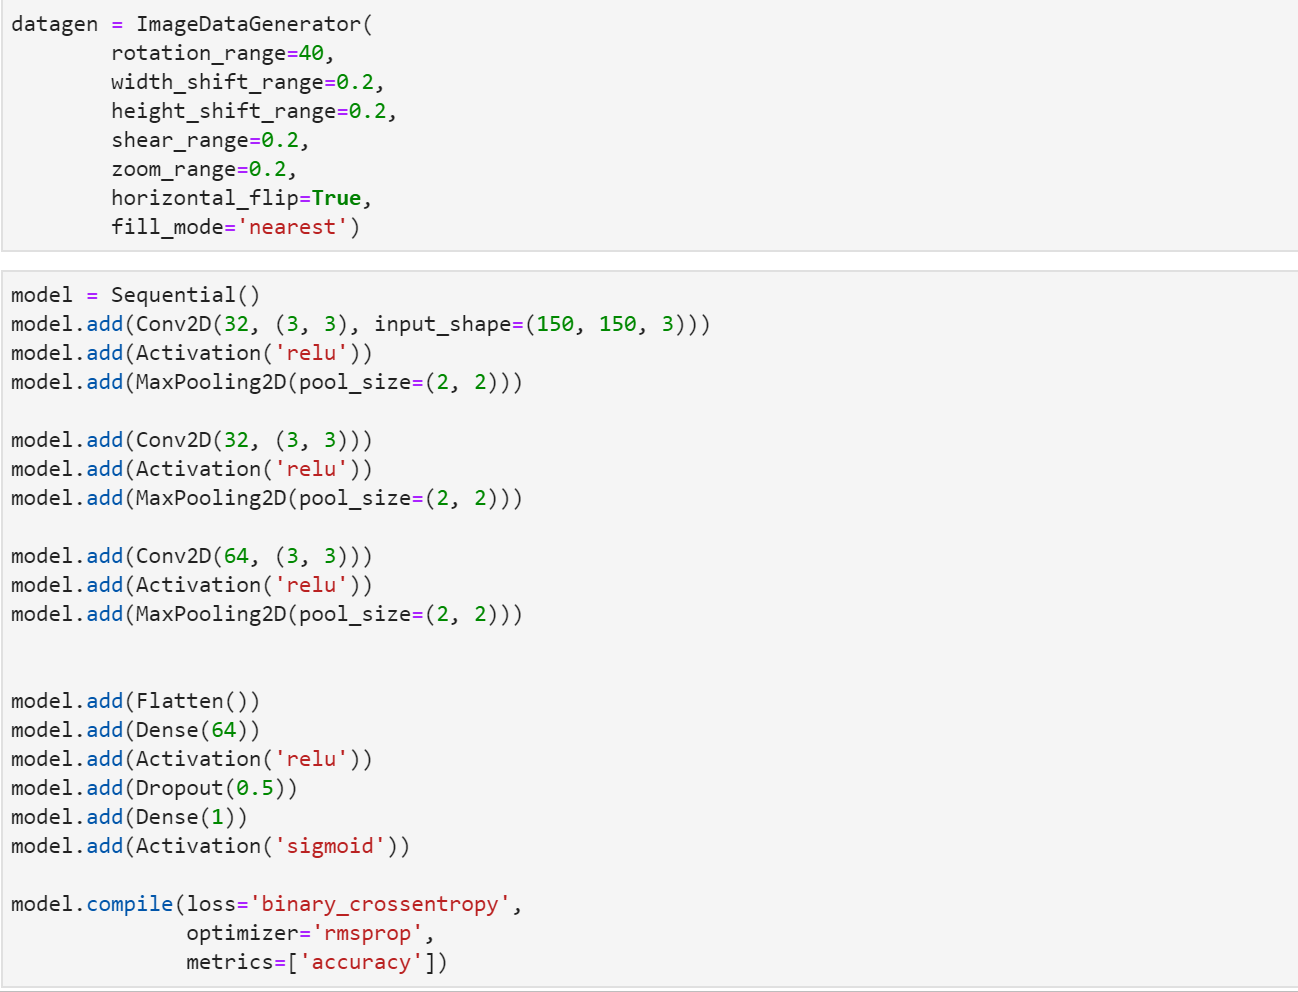 datagen = ImageDataGenerator(
        rotation_range=40,
        width_shift_range=0.2,
        height_shift_range=0.2,
        shear_range=0.2,
        zoom_range=0.2,
        horizontal_flip=True,
        fill_mode='nearest')
model = Sequential()
model.add(Conv2D(32, (3, 3), input_shape=(150, 150, 3)))
model.add(Activation('relu'))
model.add(MaxPooling2D(pool_size=(2, 2)))
model.add(Conv2D(32, (3, 3)))
model.add(Activation('relu'))
model.add(MaxPooling2D(pool_size=(2, 2)))
model.add(Conv2D(64, (3, 3)))
model.add(Activation('relu'))
model.add(MaxPooling2D(pool_size=(2, 2)))
model.add(Flatten())
model.add(Dense(64))
model.add(Activation('relu'))
model.add(Dropout(0.5))
model.add(Dense(1))
model.add(Activation('sigmoid'))
model.compile(loss='binary_crossentropy',
              optimizer='rmsprop',
              metrics=['accuracy'])